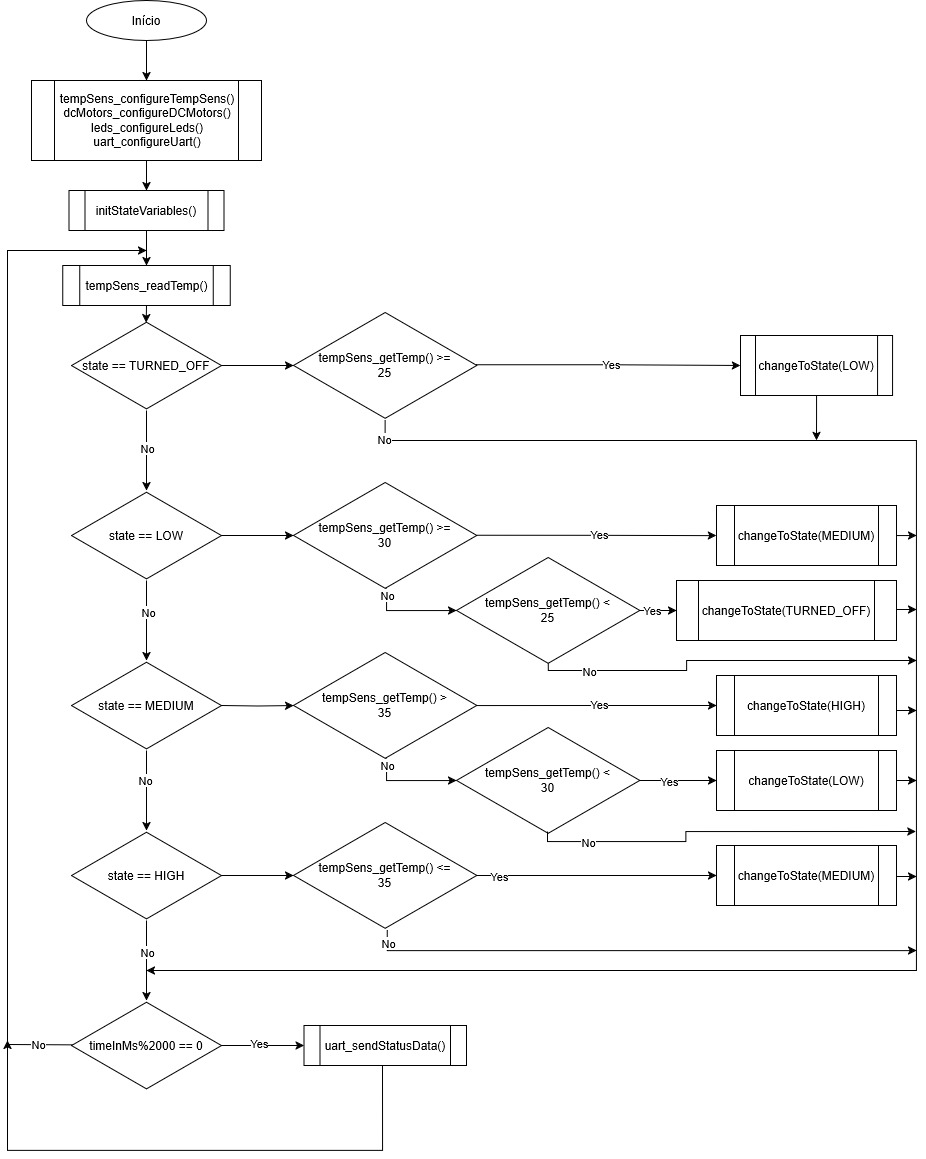 Início
tempSens_configureTempSens()
dcMotors_configureDCMotors()
leds_configureLeds()
uart_configureUart()
initStateVariables()
tempSens_readTemp()
state == TURNED_OFF
tempSens_getTemp() >=
25
Yes
changeToState(LOW)
No
No
state == LOW
tempSens_getTemp() >=
30
Yes
changeToState(MEDIUM)
No
tempSens_getTemp() <
25
Yes
changeToState(TURNED_OFF)
No
No
state == MEDIUM
tempSens_getTemp() >
35
Yes
changeToState(HIGH)
No
tempSens_getTemp() <
30
Yes
changeToState(LOW)
No
No
state == HIGH
tempSens_getTemp() <=
35
Yes
changeToState(MEDIUM)
No
No
timeInMs%2000 == 0
No
Yes
uart_sendStatusData()